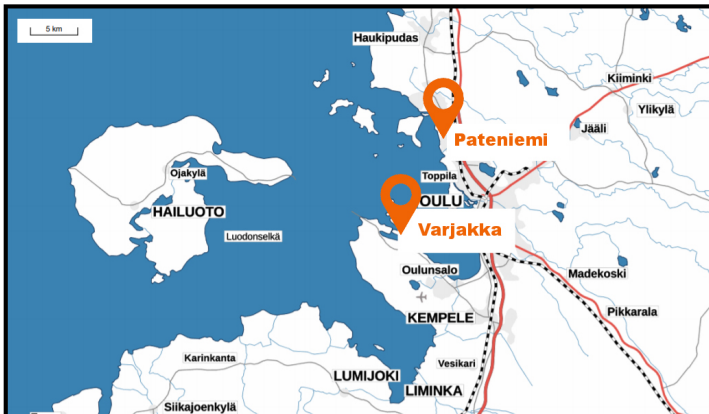 5 km
Haukipudas
Kiiminki
Ylikylä
Jääli
Pateniemi
Toppila
Ojakylä
HAILUOTO
OULU
Luodonselkä
Varjakka
Oulunsalo
Madekoski
KEMPELE
Pikkarala
Karinkanta
Vesikari
LUMIJOKI
LIMINKA
Siikajoenkylä